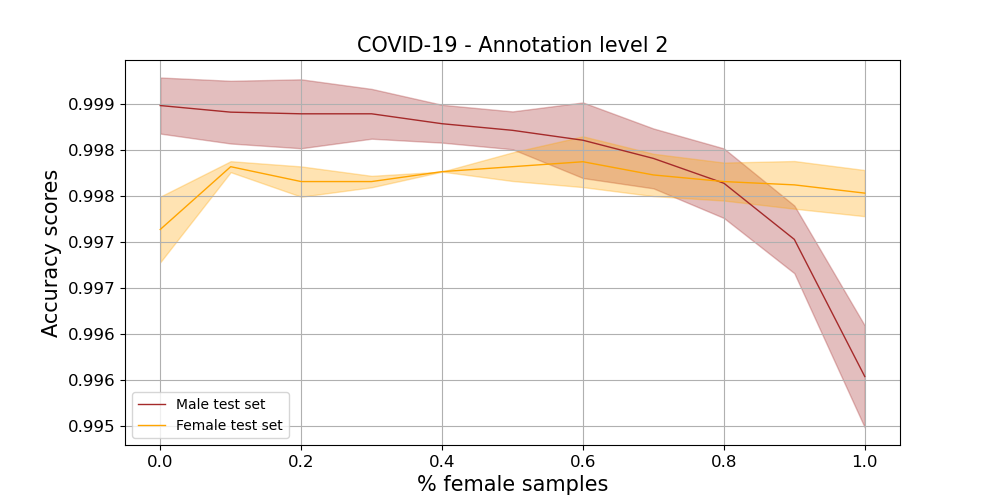 COVID-19 - Annotation level 2
Accuracy scores
0.999
0.998
0.998
0.997
0.997
0.996
0.996
0.995
Male test set
Female test set
0.0 0.2 0.4 0.6 0.8 1.0
% female samples